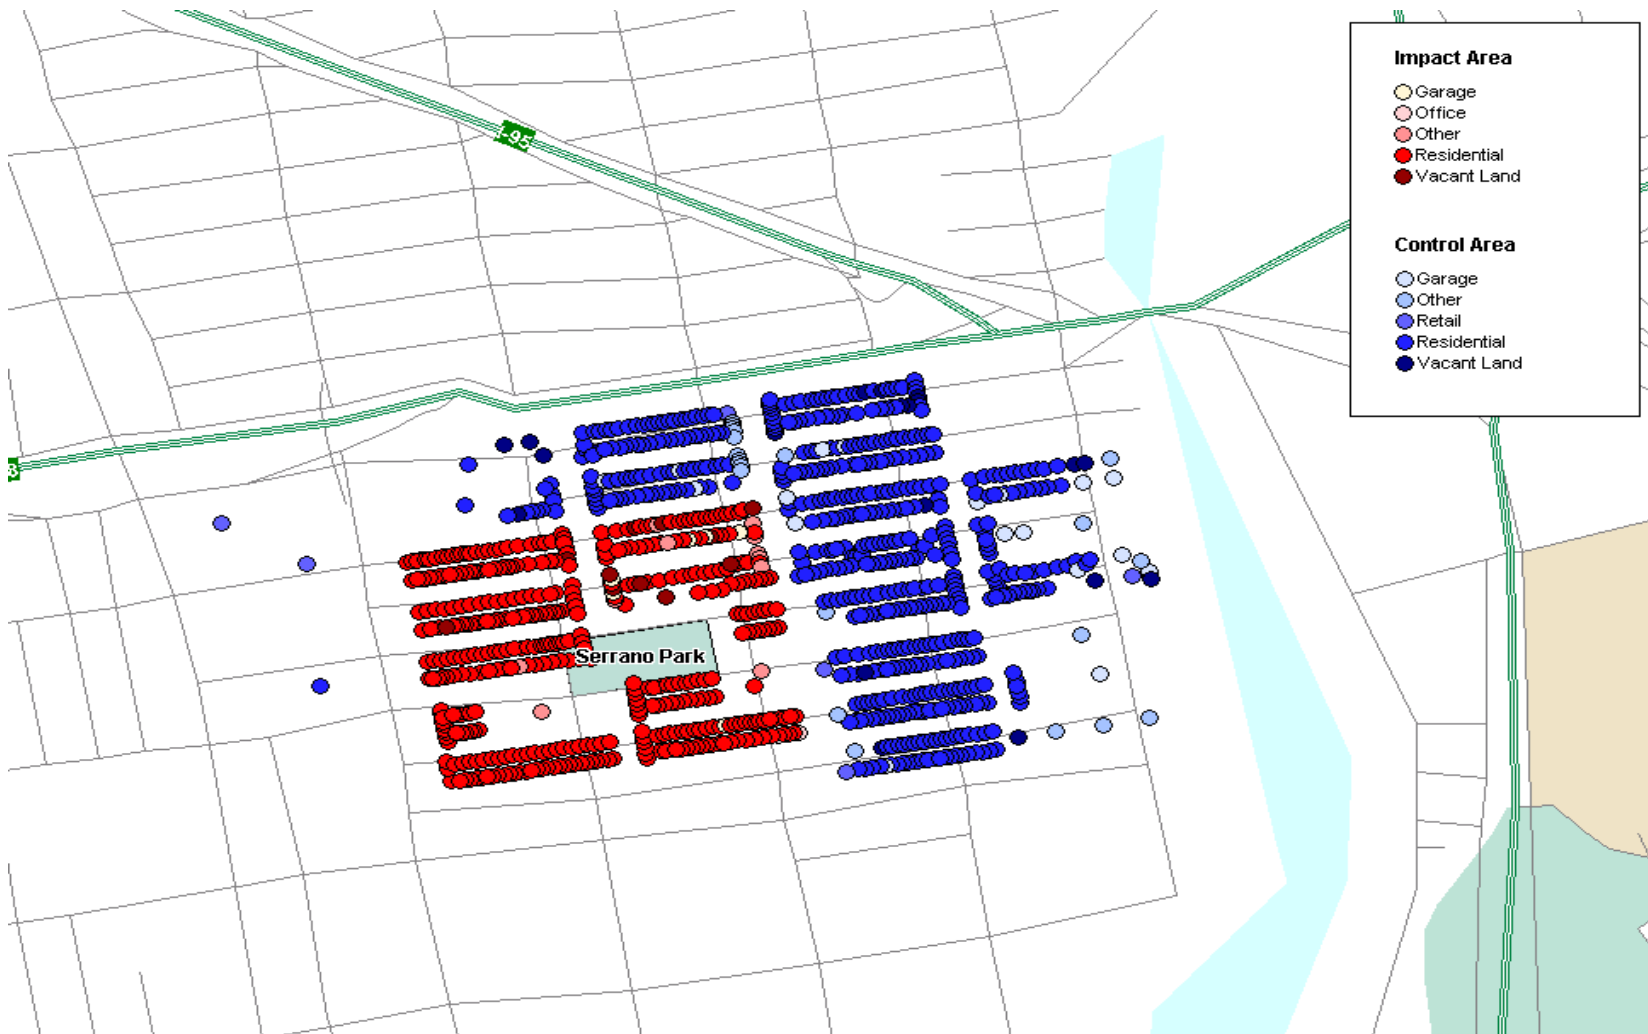 I-95
Impact Area
Garage
Office
Other
Residential
Vacant Land
Control Area
Garage
Other
Retail
Residential
Vacant Land
3
Serrano Park